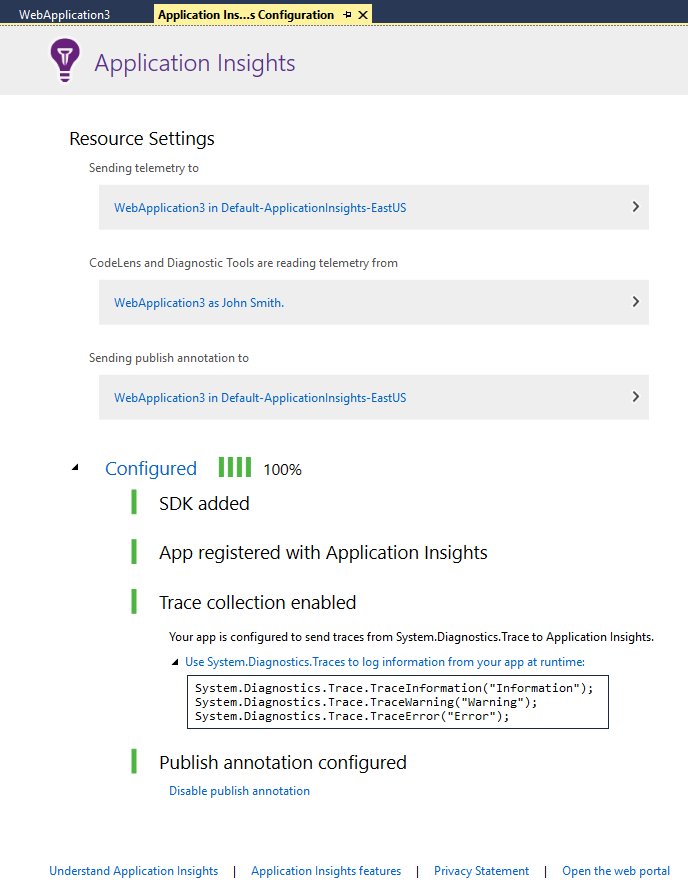 WebApplication3
Application Ins...s Configuration
Application Insights
Resource Settings
Sending telemetry to
WebApplication3 in Default-ApplicationInsights-EastUS
CodeLens and Diagnostic Tools are reading telemetry from
WebApplication3 as John Smith.
Sending publish annotation to
WebApplication3 in Default-ApplicationInsights-EastUS
Configured 100%
SDK added
App registered with Application Insights
Trace collection enabled
Your app is configured to send traces from System.Diagnostics.Trace to Application Insights.
Use System.Diagnostics.Traces to log information from your app at runtime:
System.Diagnostics.Trace.TraceInformation("Information");
System.Diagnostics.Trace.TraceWarning("Warning");
System.Diagnostics.Trace.TraceError("Error");
Publish annotation configured
Disable publish annotation
Understand Application Insights | Application Insights features | Privacy Statement | Open the web portal